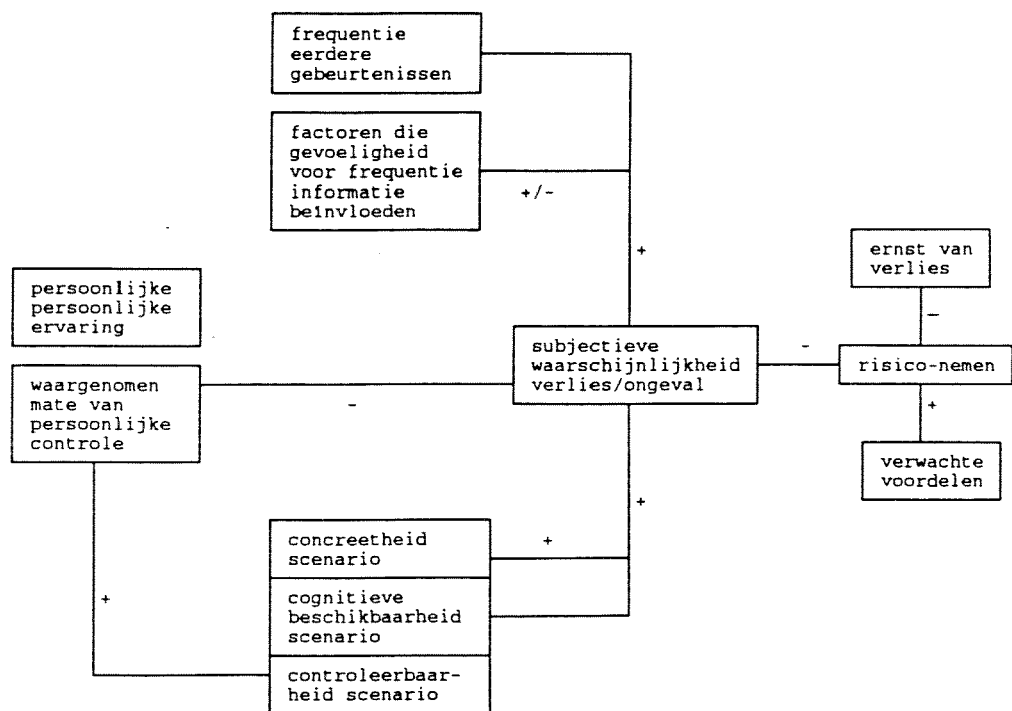 frequentie
eerdere
gebeurtenissen
factoren die
gevoeligheid
voor frequentie
informatie
beïnvloeden
+/-
+
ernst van
verlies
persoonlijke
persoonlijke
ervaring
—
subjectieve
waarschijnlijkheid
verlies/ongeval
-
risico-nemen
waargenomen
mate van
persoonlijke
controle
-
+
verwachte
voordelen
+
concreetheid
scenario
+
+
cognitieve
beschikbaarheid
scenario
controleerbaar-
heid scenario